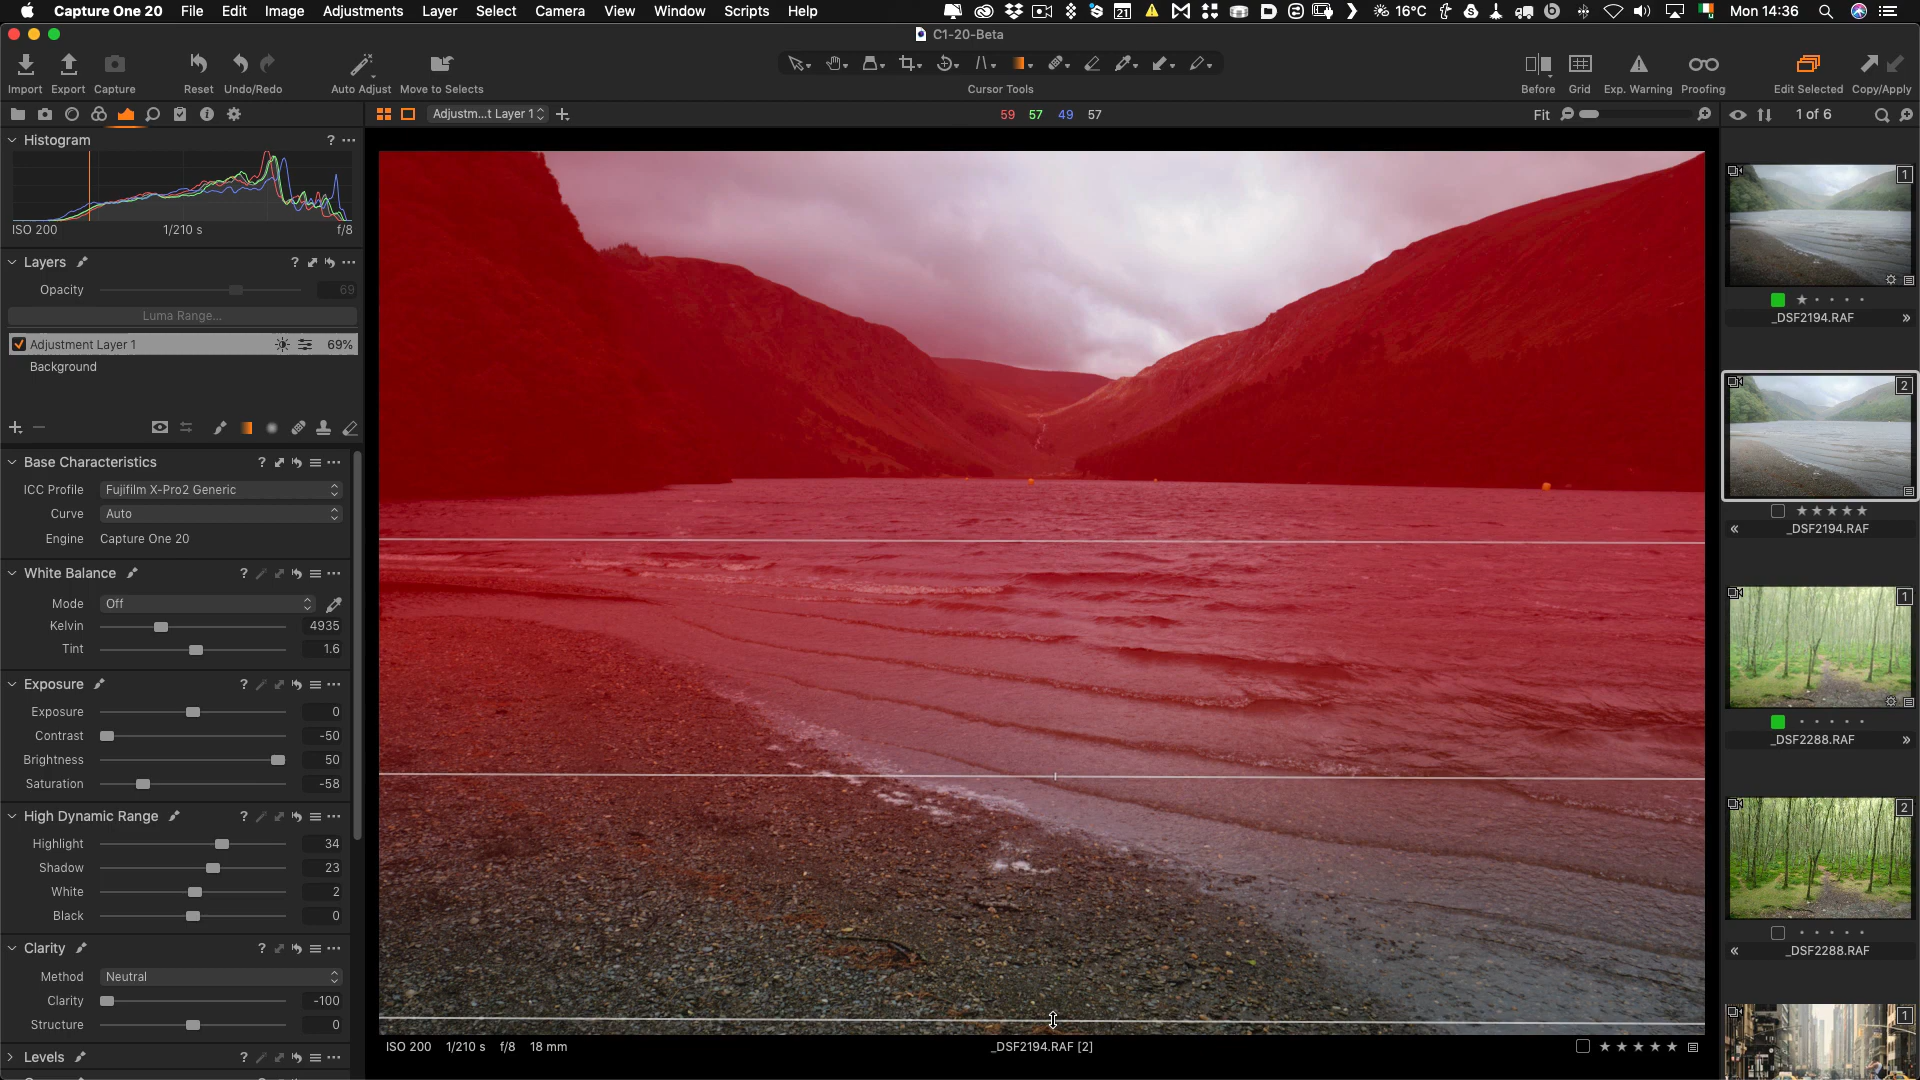 Capture One 20 File Edit Image Adjustments Layer Select Camera View Window Scripts Help 21 16°C Mon 14:36
C1-20-Beta
Import Export Capture Reset Undo/Redo Auto Adjust Move to Selects Cursor Tools Before Grid Exp. Warning Proofing Edit Selected Copy/Apply
Adjustm...t Layer 1 59 57 49 57 Fit 1 of 6
Histogram ?
ISO 200 1/210 s f/8
Layers ?
Opacity 69
Luma Range...
Adjustment Layer 1 69%
Background
Base Characteristics ?
ICC Profile Fujifilm X-Pro2 Generic
Curve Auto
Engine Capture One 20
White Balance ?
Mode Off
Kelvin 4935
Tint 1.6
Exposure ?
Exposure 0
Contrast -50
Brightness 50
Saturation -58
High Dynamic Range ?
Highlight 34
Shadow 23
White 2
Black 0
Clarity ?
Method Neutral
Clarity -100
Structure 0
Levels ?
ISO 200 1/210 s f/8 18 mm _DSF2194.RAF [2]
1
_DSF2194.RAF
2
_DSF2194.RAF
1
_DSF2288.RAF
2
_DSF2288.RAF
1